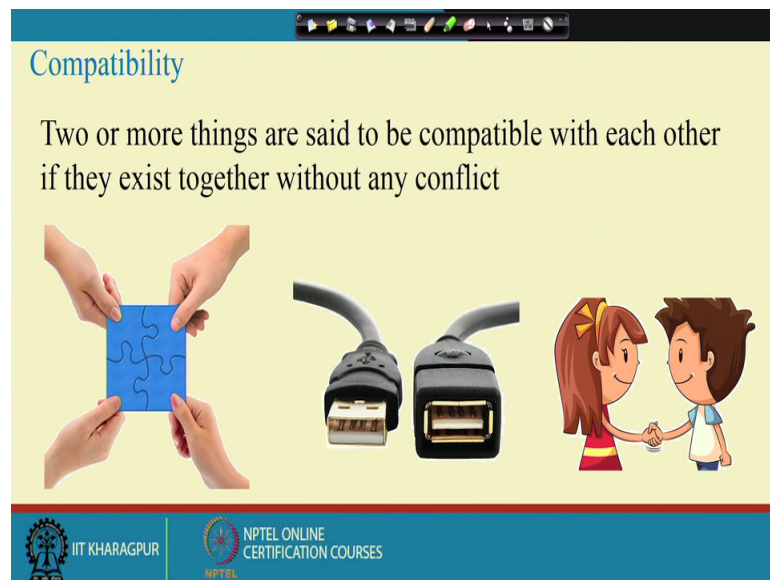 Compatibility
Two or more things are said to be compatible with each other
if they exist together without any conflict
IIT KHARAGPUR
NPTEL
NPTEL ONLINE
CERTIFICATION COURSES